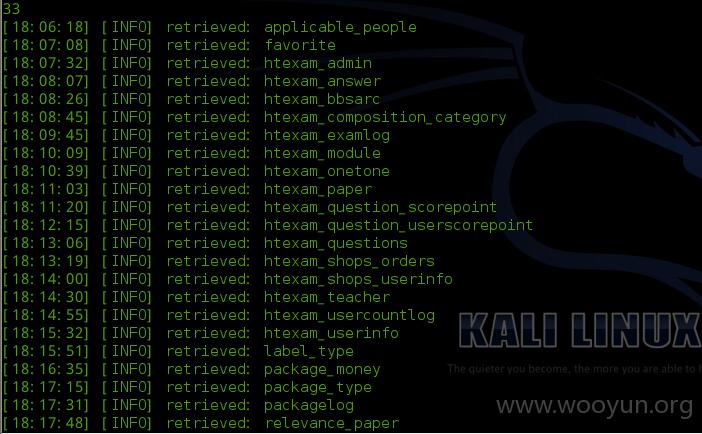 33
[18:06:18] [INFO] retrieved: applicable_people
[18:07:08] [INFO] retrieved: favorite
[18:07:32] [INFO] retrieved: htexam_admin
[18:08:07] [INFO] retrieved: htexam_answer
[18:08:26] [INFO] retrieved: htexam_bbsarc
[18:08:45] [INFO] retrieved: htexam_composition_category
[18:09:45] [INFO] retrieved: htexam_examlog
[18:10:09] [INFO] retrieved: htexam_module
[18:10:39] [INFO] retrieved: htexam_onetone
[18:11:03] [INFO] retrieved: htexam_paper
[18:11:20] [INFO] retrieved: htexam_question_scorepoint
[18:12:15] [INFO] retrieved: htexam_question_userscorepoint
[18:13:06] [INFO] retrieved: htexam_questions
[18:13:19] [INFO] retrieved: htexam_shops_orders
[18:14:00] [INFO] retrieved: htexam_shops_userinfo
[18:14:30] [INFO] retrieved: htexam_teacher
[18:14:55] [INFO] retrieved: htexam_usercountlog
[18:15:32] [INFO] retrieved: htexam_userinfo
[18:15:51] [INFO] retrieved: label_type
[18:16:35] [INFO] retrieved: package_money
[18:17:15] [INFO] retrieved: package_type
[18:17:31] [INFO] retrieved: packagelog
[18:17:48] [INFO] retrieved: relevance_paper
KALI LINUX
The quieter you become, the more you are able to
www.wooyun.org